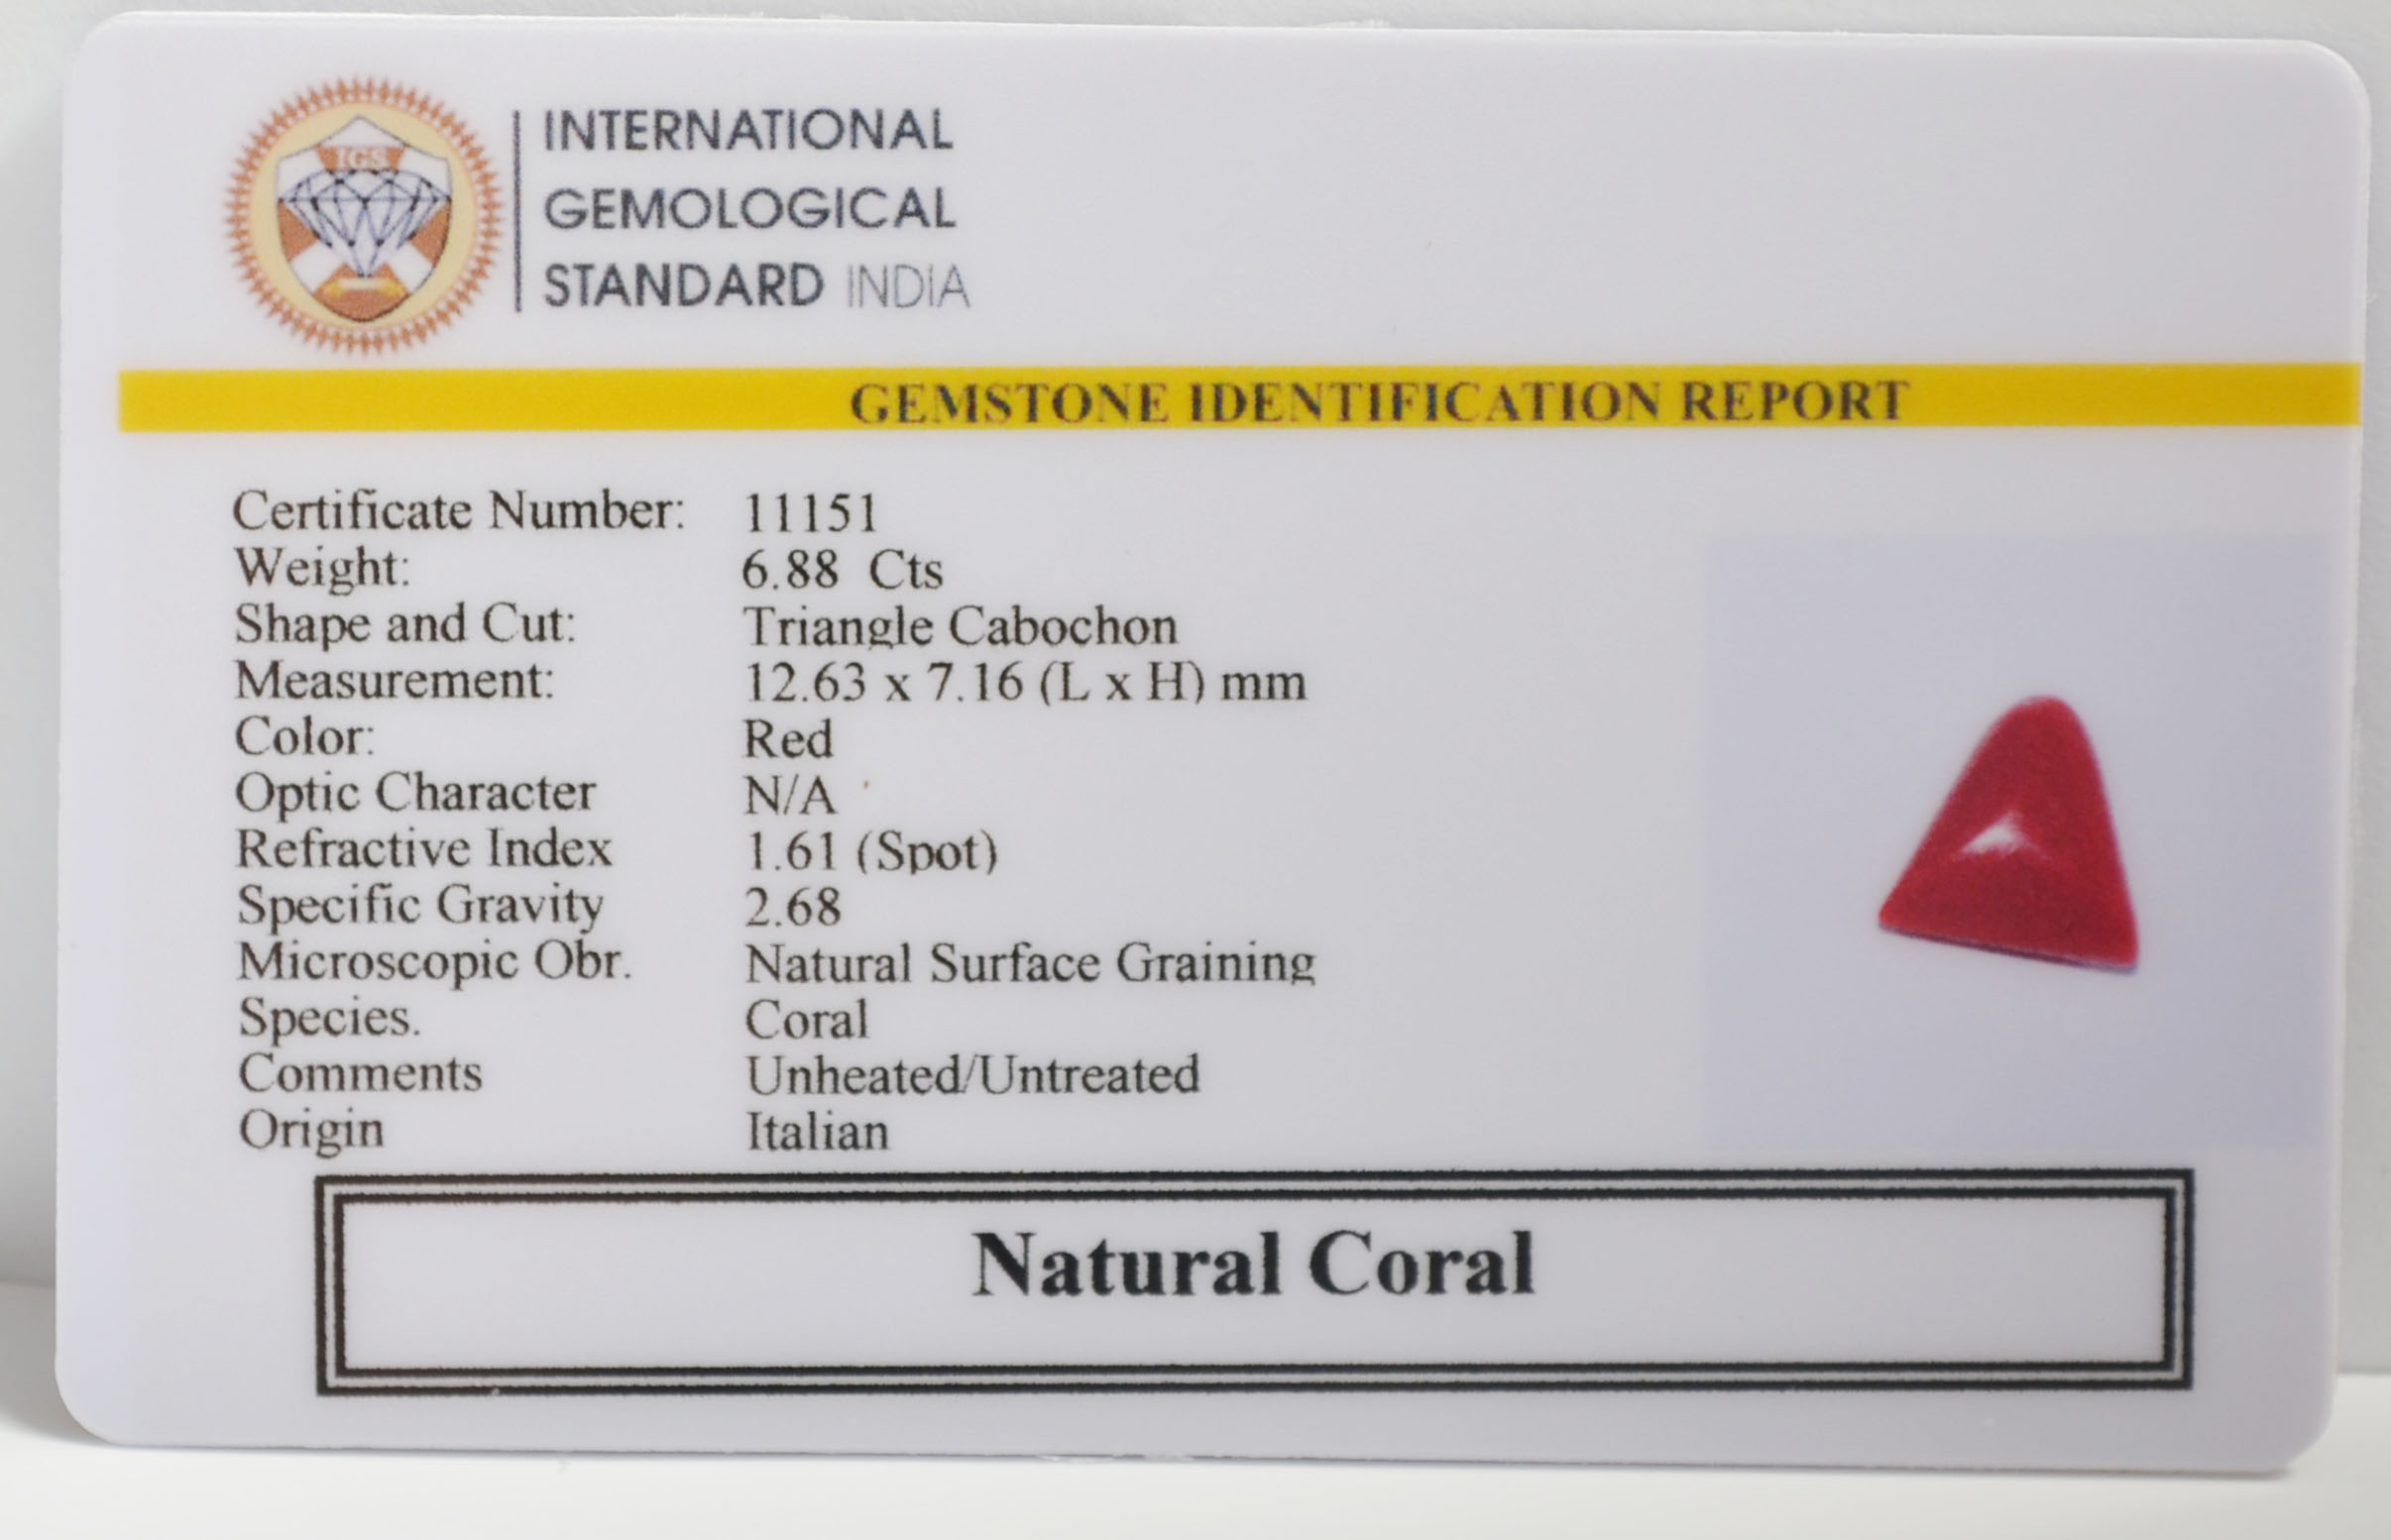 IGS
INTERNATIONAL
GEMOLOGICAL
STANDARD INDIA
GEMSTONE IDENTIFICATION REPORT
Certificate Number: 11151
Weight: 6.88 Cts
Shape and Cut: Triangle Cabochon
Measurement: 12.63 x 7.16 (L x H) mm
Color: Red
Optic Character N/A
Refractive Index 1.61 (Spot)
Specific Gravity 2.68
Microscopic Obr. Natural Surface Graining
Species. Coral
Comments Unheated/Untreated
Origin Italian
Natural Coral